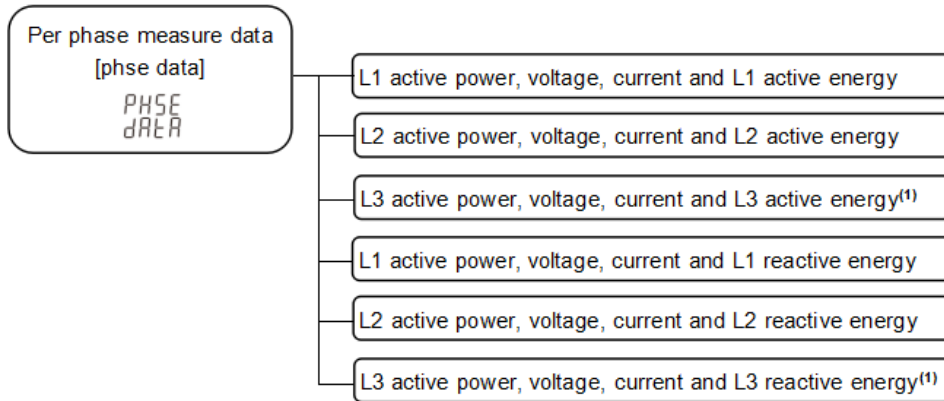 Per phase measure data
[phse data]
PHSE
dAtA
L1 active power, voltage, current and L1 active energy
L2 active power, voltage, current and L2 active energy
L3 active power, voltage, current and L3 active energy(1)
L1 active power, voltage, current and L1 reactive energy
L2 active power, voltage, current and L2 reactive energy
L3 active power, voltage, current and L3 reactive energy(1)